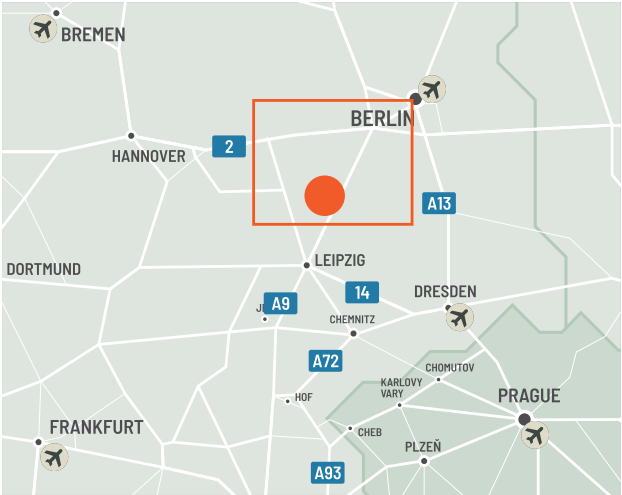 BREMEN
BERLIN
2
HANNOVER
A13
LEIPZIG
DORTMUND
14
DRESDEN
A9
CHEMNITZ
A72
CHOMUTOV
KARLOVY
VARY
HOF
PRAGUE
FRANKFURT
CHEB
PLZEŇ
A93